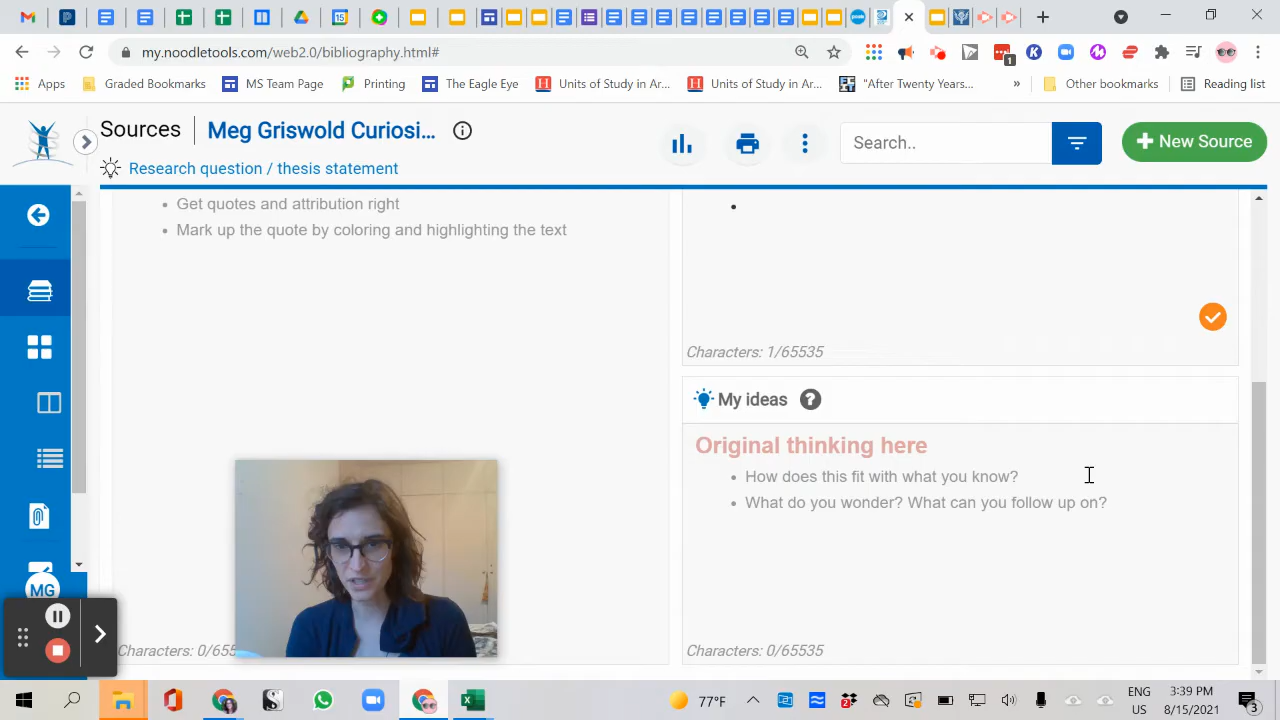 my.noodletools.com/web2.0/bibliography.html#
1
Apps
Graded Bookmarks
MS Team Page
Printing
The Eagle Eye
Units of Study in Ar...
Units of Study in Ar...
"After Twenty Years...
»
Other bookmarks
Reading list
Sources
Meg Griswold Curiosi...
Research question / thesis statement
Search..
New Source
• Get quotes and attribution right
• Mark up the quote by coloring and highlighting the text
•
Characters: 1/65535
My ideas
Original thinking here
• How does this fit with what you know?
• What do you wonder? What can you follow up on?
MG
Characters: 0/655
Characters: 0/65535
77°F
ENG
US
3:39 PM
8/15/2021
3